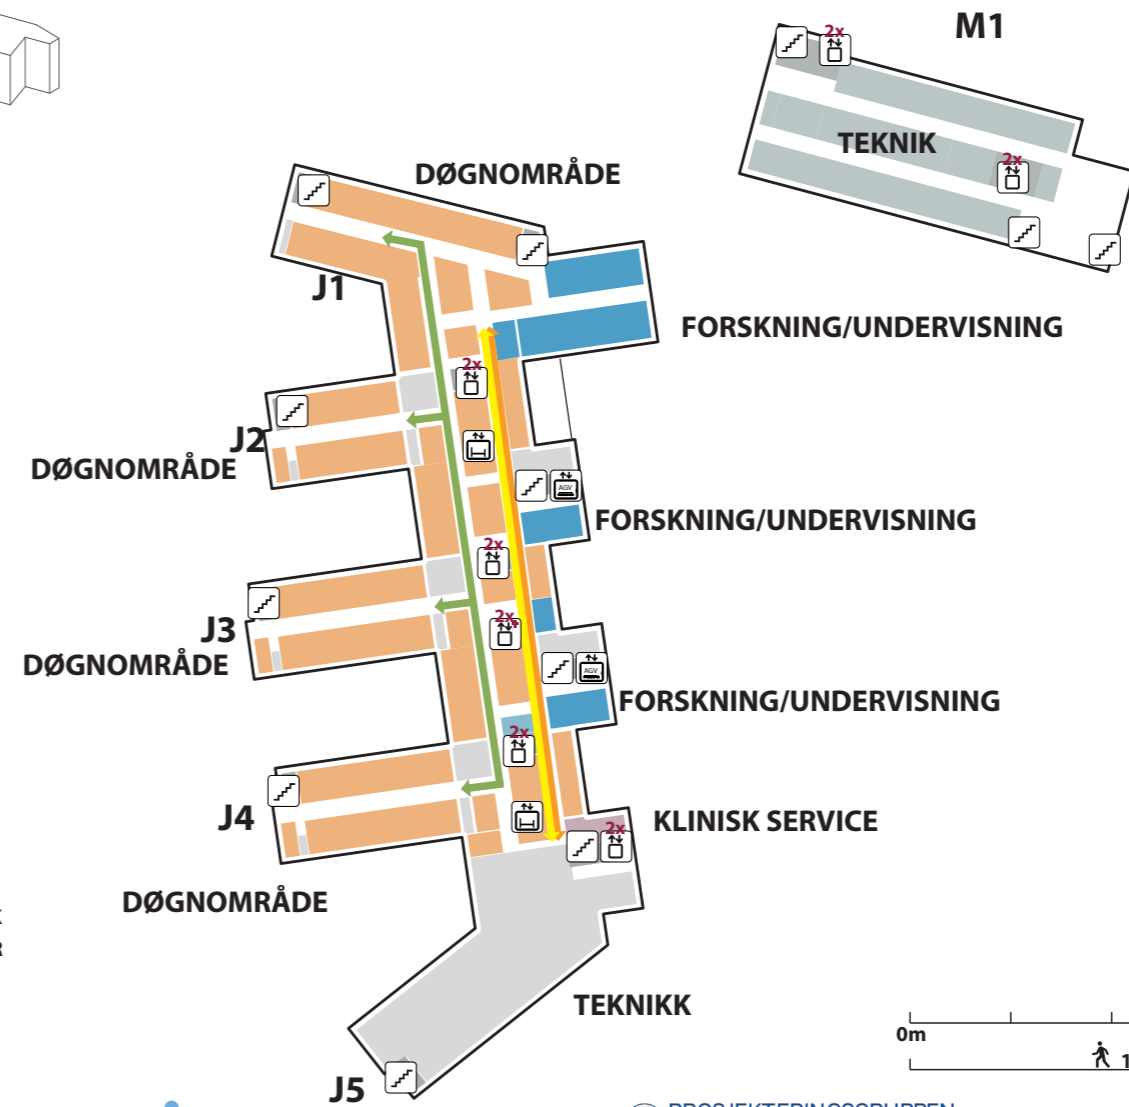 M1
2x
TEKNIK
2x
DØGNOMRÅDE
J1
FORSKNING/UNDERVISNING
2x
J2
DØGNOMRÅDE
AGV
FORSKNING/UNDERVISNING
2x
2x
J3
DØGNOMRÅDE
AGV
FORSKNING/UNDERVISNING
2x
J4
KLINISK SERVICE
2x
DØGNOMRÅDE
TEKNIKK
0m
1
J5